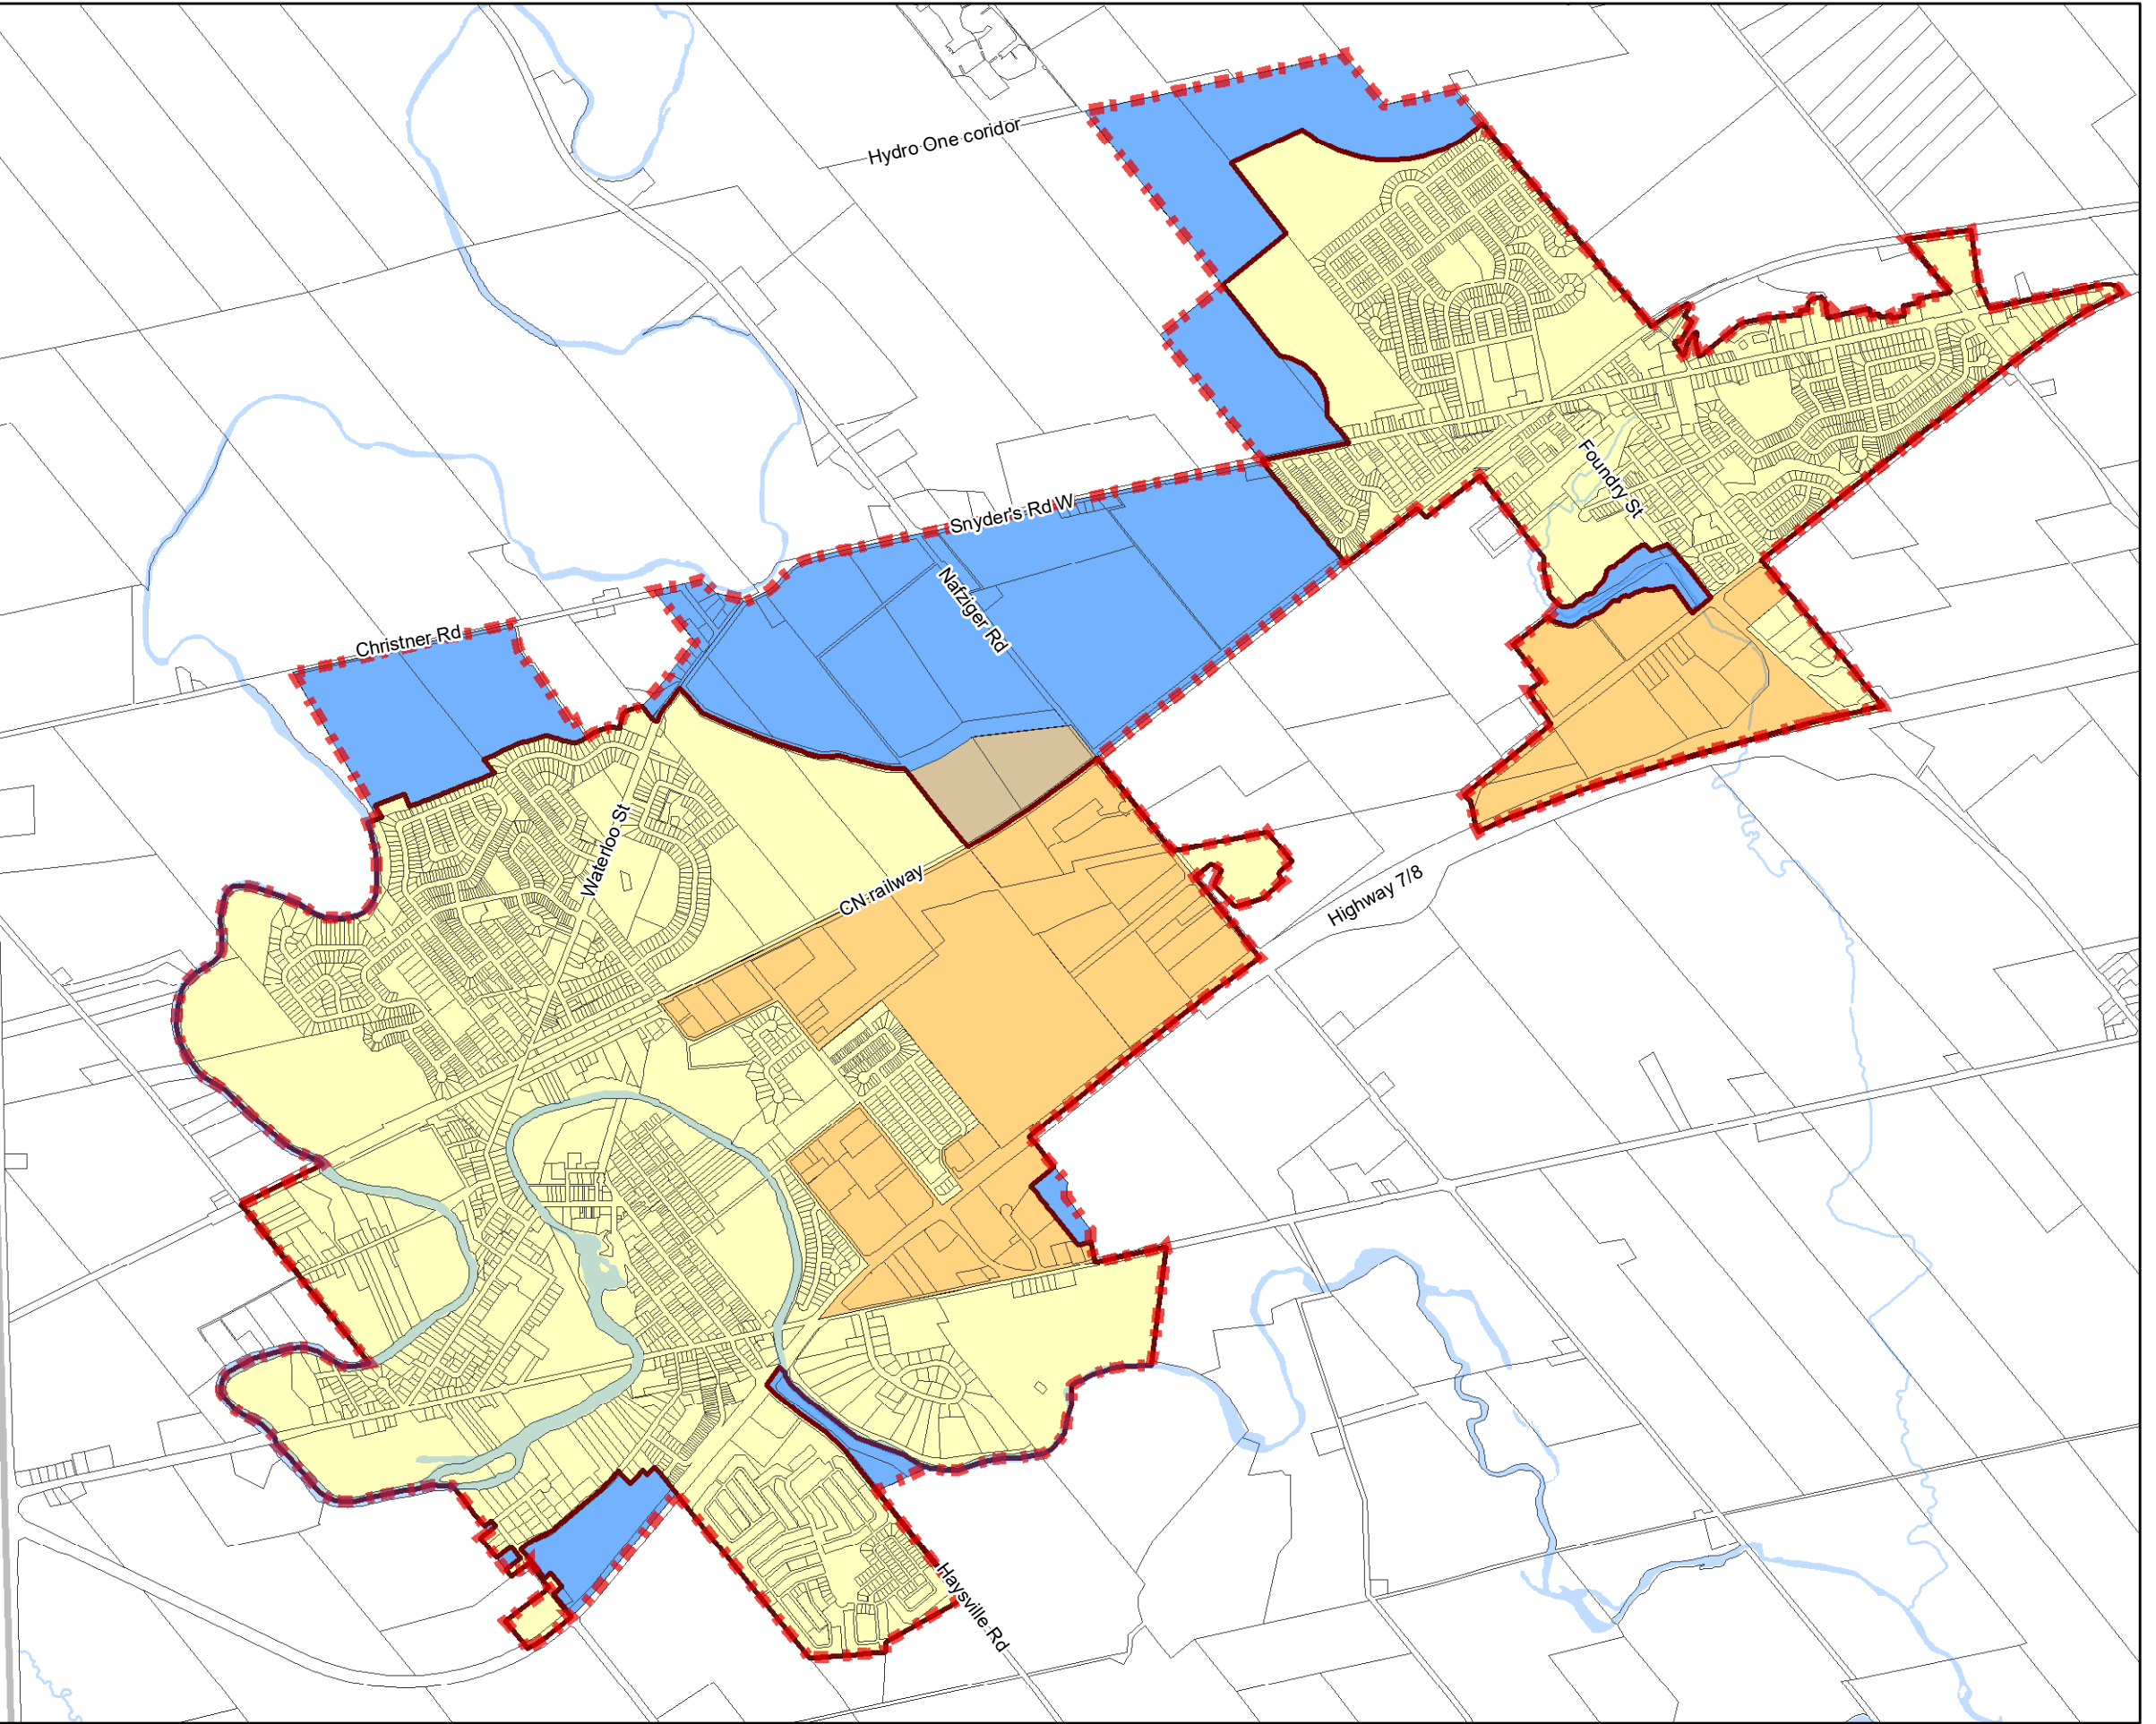 Hydro One coridor
Foundry St
Snyder's Rd W
Nafziger Rd
Christner Rd
Waterloo St
CN railway
Highway 7/8
Haysville Rd